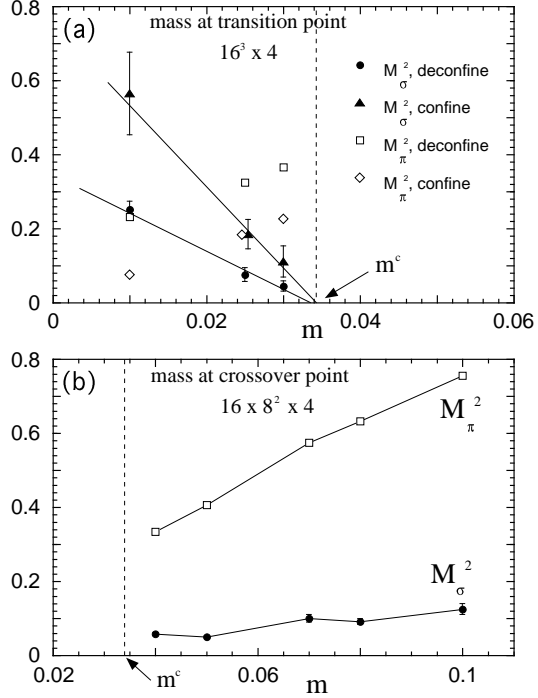 0.8
(a)
mass at transition point
16³ x 4
0.6
M_σ², deconfine
M_σ², confine
0.4
M_π², deconfine
M_π², confine
0.2
mᶜ
0
0 0.02 0.04 0.06
m
0.8
(b)
mass at crossover point
16 x 8² x 4
M_π²
0.6
0.4
0.2
M_σ²
0
0.02 0.06 0.1
mᶜ
m